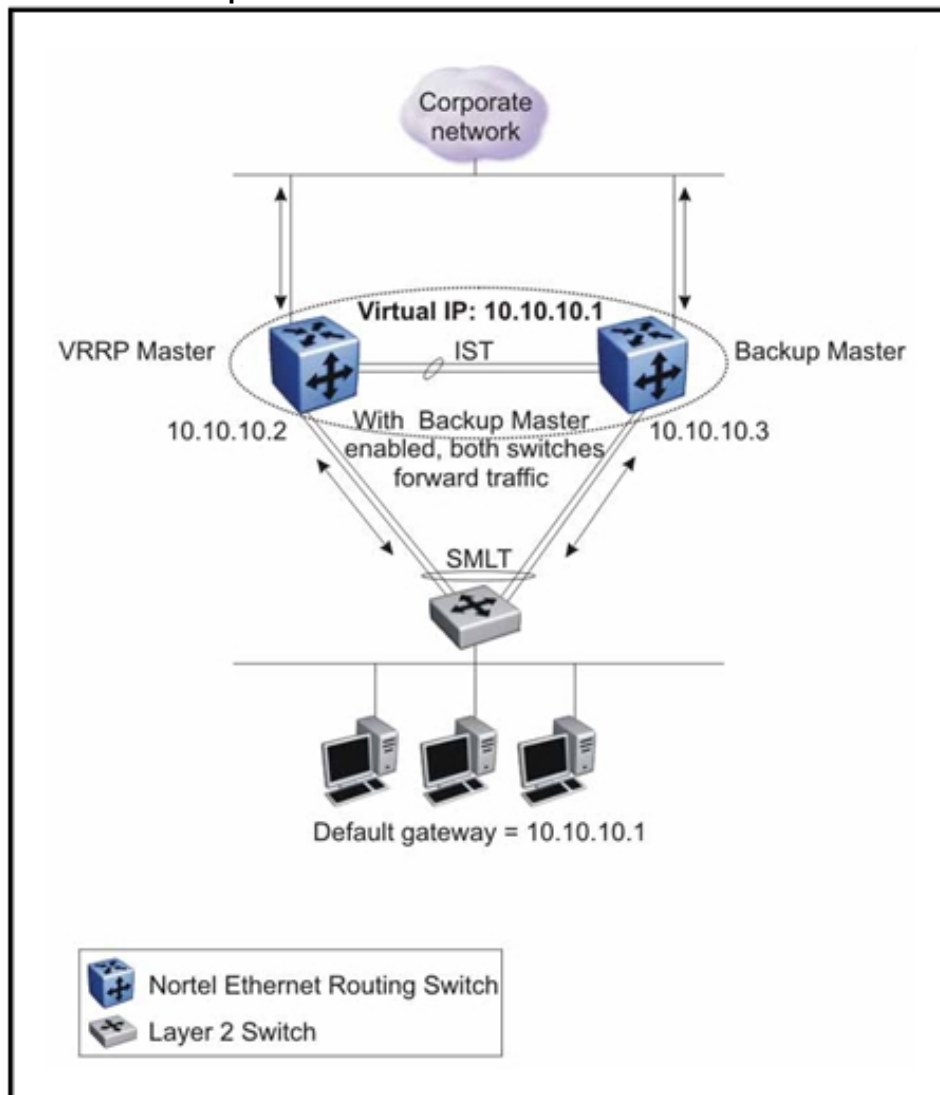 Corporate
network
Virtual IP: 10.10.10.1
VRRP Master
IST
Backup Master
10.10.10.2
With Backup Master
enabled, both switches
forward traffic
10.10.10.3
SMLT
Default gateway = 10.10.10.1
Nortel Ethernet Routing Switch
Layer 2 Switch